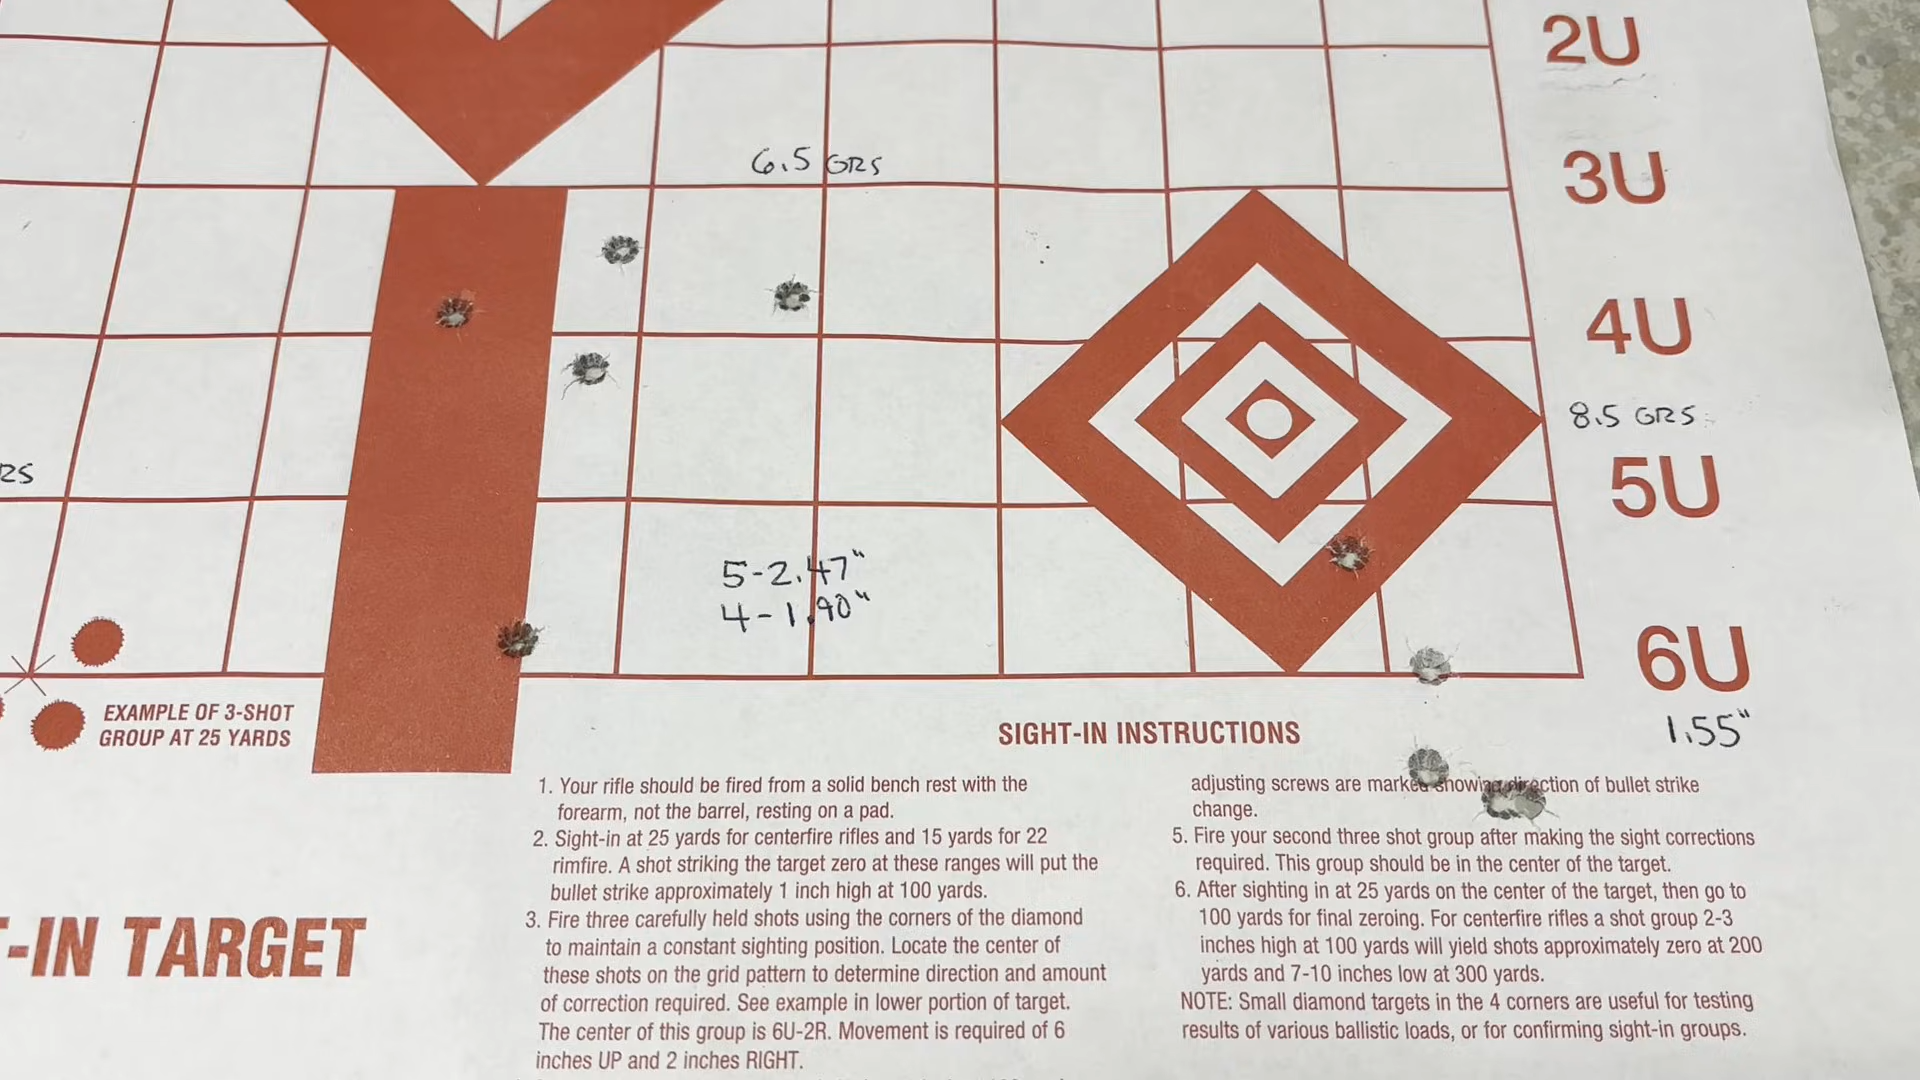 2U
3U
6.5 GRS
4U
8.5 GRS
RS
5U
5-2.47"
4-1.90"
6U
1.55"
EXAMPLE OF 3-SHOT
GROUP AT 25 YARDS
-IN TARGET
SIGHT-IN INSTRUCTIONS
1. Your rifle should be fired from a solid bench rest with the
forearm, not the barrel, resting on a pad.
2. Sight-in at 25 yards for centerfire rifles and 15 yards for 22
rimfire. A shot striking the target zero at these ranges will put the
bullet strike approximately 1 inch high at 100 yards.
3. Fire three carefully held shots using the corners of the diamond
to maintain a constant sighting position. Locate the center of
these shots on the grid pattern to determine direction and amount
of correction required. See example in lower portion of target.
The center of this group is 6U-2R. Movement is required of 6
inches UP and 2 inches RIGHT.
adjusting screws are marked showing direction of bullet strike
change.
5. Fire your second three shot group after making the sight corrections
required. This group should be in the center of the target.
6. After sighting in at 25 yards on the center of the target, then go to
100 yards for final zeroing. For centerfire rifles a shot group 2-3
inches high at 100 yards will yield shots approximately zero at 200
yards and 7-10 inches low at 300 yards.
NOTE: Small diamond targets in the 4 corners are useful for testing
results of various ballistic loads, or for confirming sight-in groups.